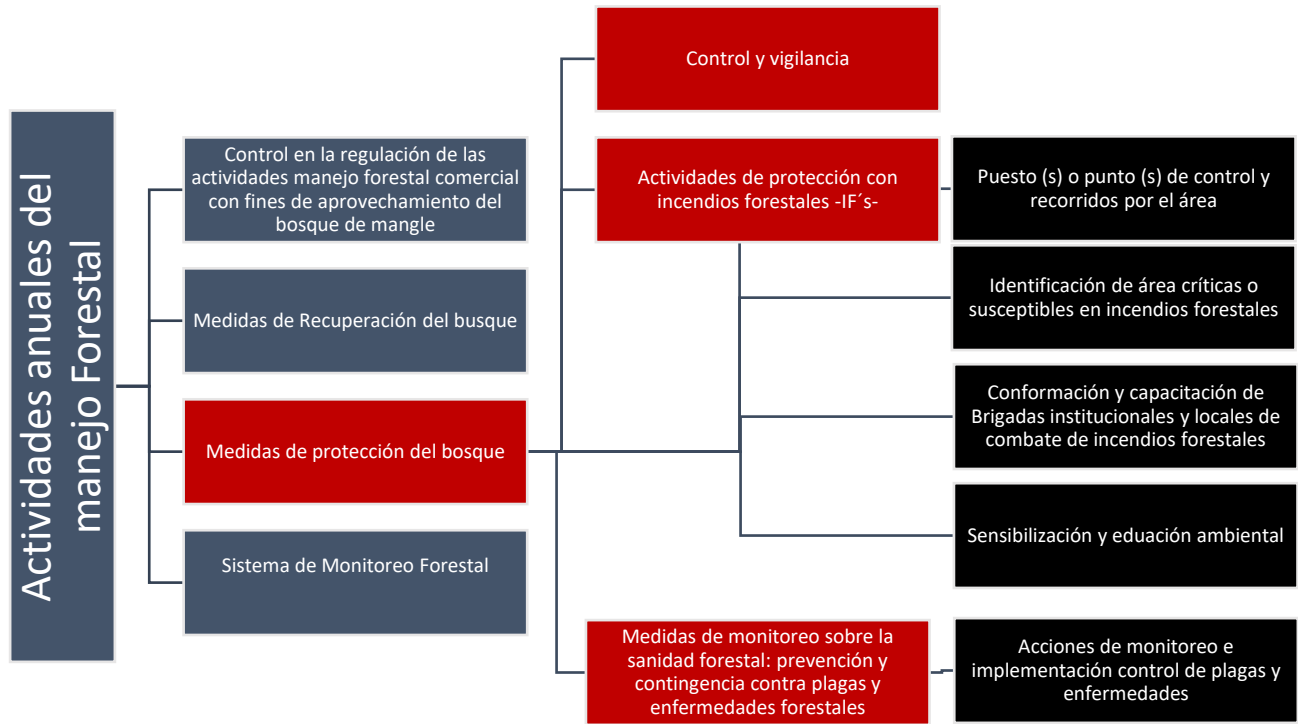 Actividades anuales del
manejo Forestal
Control en la regulación de las
actividades manejo forestal comercial
con fines de aprovechamiento del
bosque de mangle
Medidas de Recuperación del busque
Medidas de protección del bosque
Sistema de Monitoreo Forestal
Control y vigilancia
Actividades de protección con
incendios forestales -IF´s-
Puesto (s) o punto (s) de control y
recorridos por el área
Identificación de área críticas o
susceptibles en incendios forestales
Conformación y capacitación de
Brigadas institucionales y locales de
combate de incendios forestales
Sensibilización y eduación ambiental
Medidas de monitoreo sobre la
sanidad forestal: prevención y
contingencia contra plagas y
enfermedades forestales
Acciones de monitoreo e
implementación control de plagas y
enfermedades